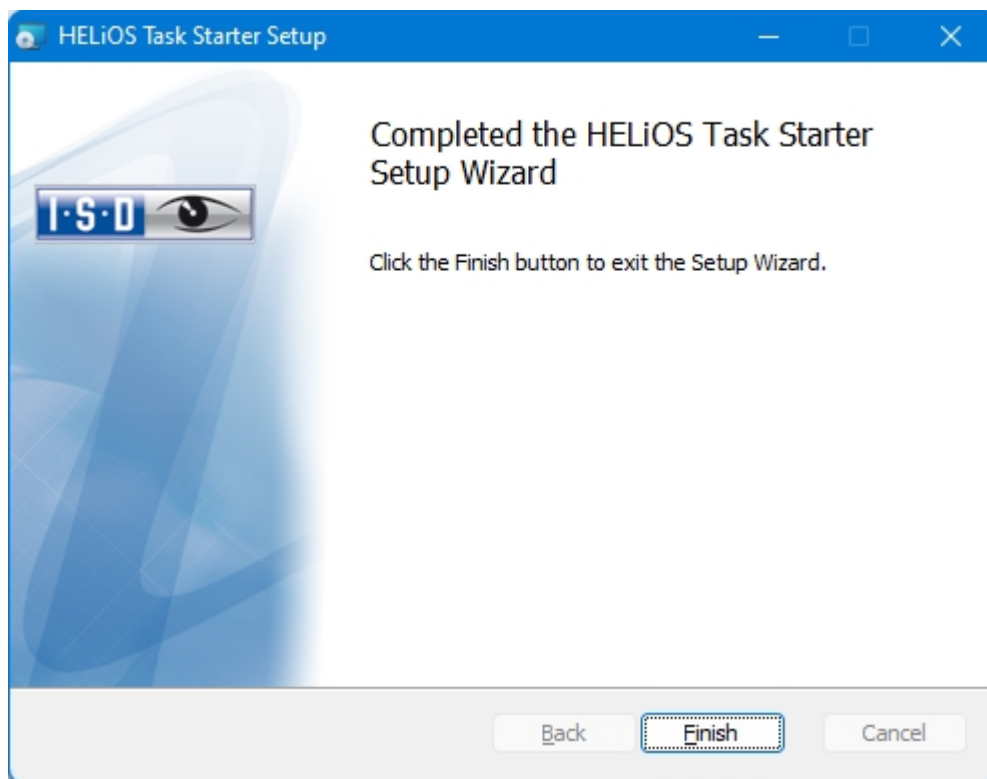 HELiOS Task Starter Setup
Completed the HELiOS Task Starter
Setup Wizard
I·S·D
Click the Finish button to exit the Setup Wizard.
Back
Finish
Cancel